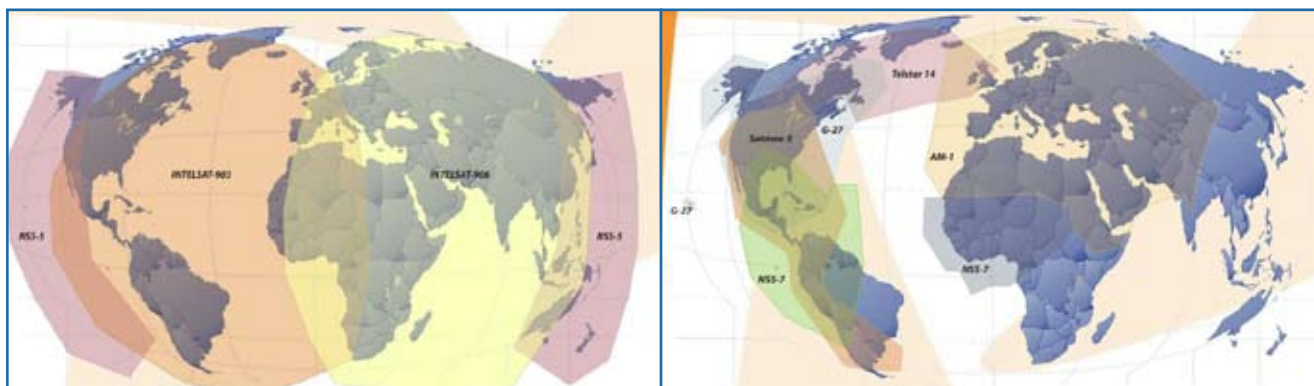 INTELSAT-903
INTELSAT-906
NSS-5
NSS-5
Telstar 14
Satmex 5
G-27
AM-1
G-27
NSS-7
NSS-7